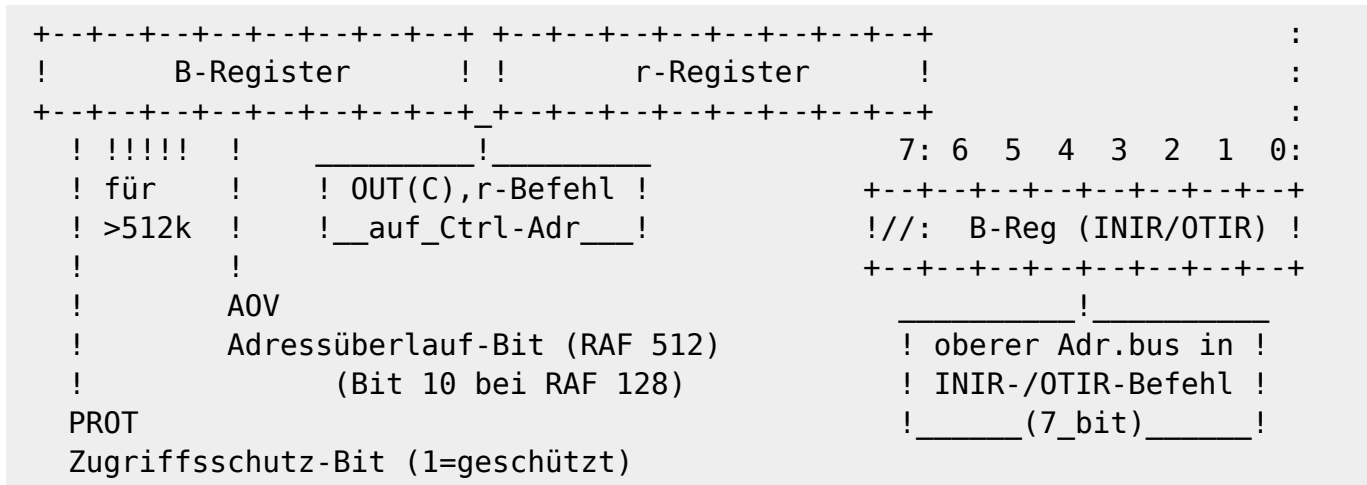 +--+--+--+--+--+--+--+--+ +--+--+--+--+--+--+--+--+                    :
!       B-Register      ! !       r-Register      !                    :
+--+--+--+--+--+--+--+--+_+--+--+--+--+--+--+--+--+                    :
  ! !!!!!  !    _________!_________              7: 6  5  4  3  2  1  0:
  ! für    !    ! OUT(C),r-Befehl !            +--+--+--+--+--+--+--+--+
  ! >512k  !    !__auf_Ctrl-Adr___!            !//:  B-Reg (INIR/OTIR) !
  !        !                                   +--+--+--+--+--+--+--+--+
  !        AOV                                   __________!__________
  !        Adressüberlauf-Bit (RAF 512)          ! oberer Adr.bus in !
  !              (Bit 10 bei RAF 128)            ! INIR-/OTIR-Befehl !
  PROT                                           !______(7_bit)______!
  Zugriffsschutz-Bit (1=geschützt)